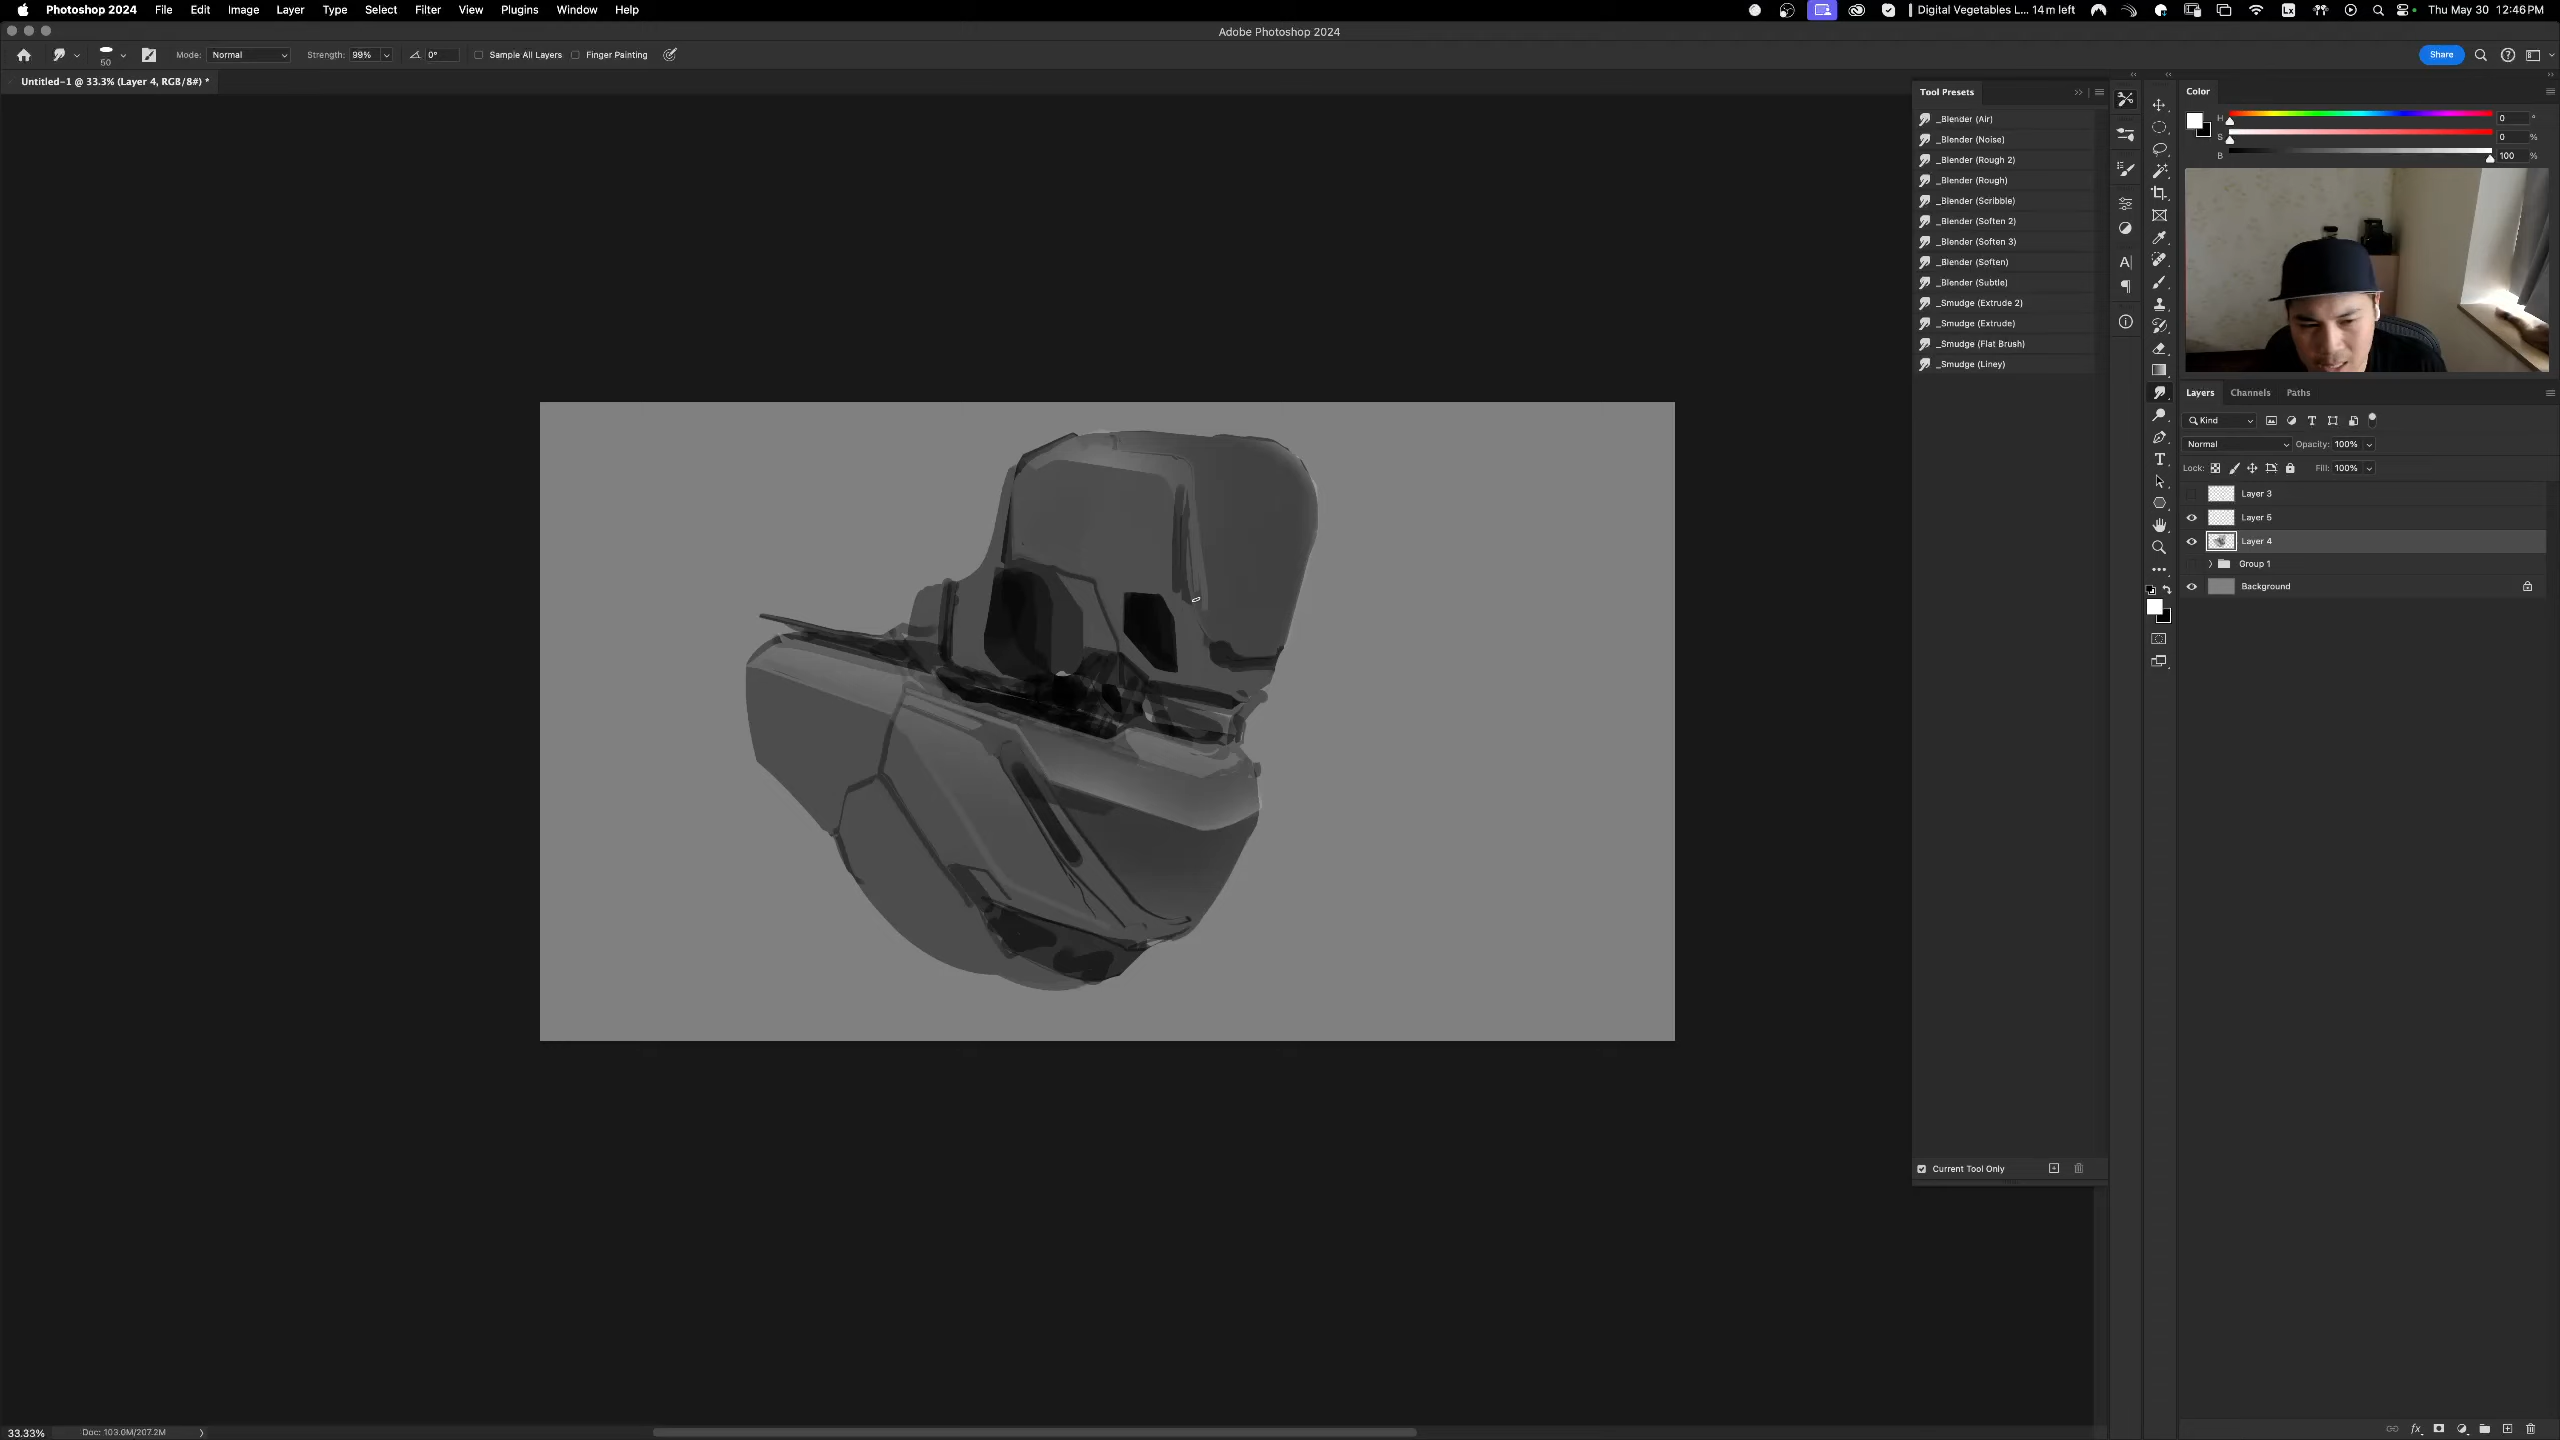 Photoshop 2024 File Edit Image Layer Type Select Filter View Plugins Window Help Digital Vegetables L... 14m left Lx Thu May 30 12:46 PM
Adobe Photoshop 2024
50 Mode: Normal Strength: 99% 0° Sample All Layers Finger Painting Share
Untitled-1 @ 33.3% (Layer 4, RGB/8#) *
Tool Presets
_Blender (Air)
_Blender (Noise)
_Blender (Rough 2)
_Blender (Rough)
_Blender (Scribble)
_Blender (Soften 2)
_Blender (Soften 3)
_Blender (Soften)
_Blender (Subtle)
_Smudge (Extrude 2)
_Smudge (Extrude)
_Smudge (Flat Brush)
_Smudge (Liney)
Current Tool Only
Color
H 0 °
S 0 %
B 100 %
Layers Channels Paths
Kind
Normal Opacity: 100%
Lock: Fill: 100%
Layer 3
Layer 5
Layer 4
Group 1
Background
33.33% Doc: 103.0M/207.2M